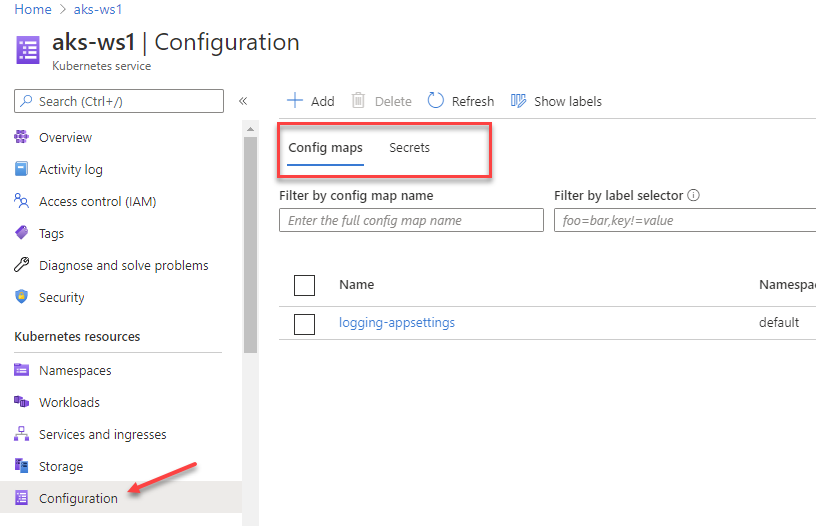 Home > aks-ws1
aks-ws1 | Configuration
Kubernetes service
Search (Ctrl+/)
«
Overview
Activity log
Access control (IAM)
Tags
Diagnose and solve problems
Security
Kubernetes resources
Namespaces
Workloads
Services and ingresses
Storage
Configuration
Add Delete Refresh Show labels
Config maps Secrets
Filter by config map name Filter by label selector
Enter the full config map name foo=bar,key!=value
Name Namespac
logging-appsettings default